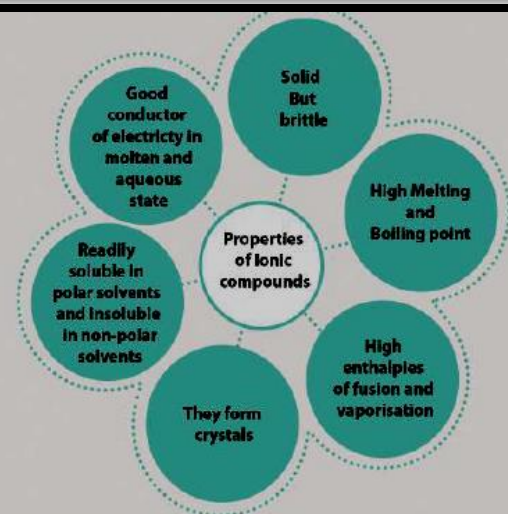 Solid
But
brittle
High Melting
and
Boiling point
High
enthalpies
of fusion and
vaporisation
They form
crystals
Readily
soluble in
polar solvents
and insoluble
in non-polar
solvents
Good
conductor
of electricty in
molten and
aqueous
state
Properties
of Ionic
compounds